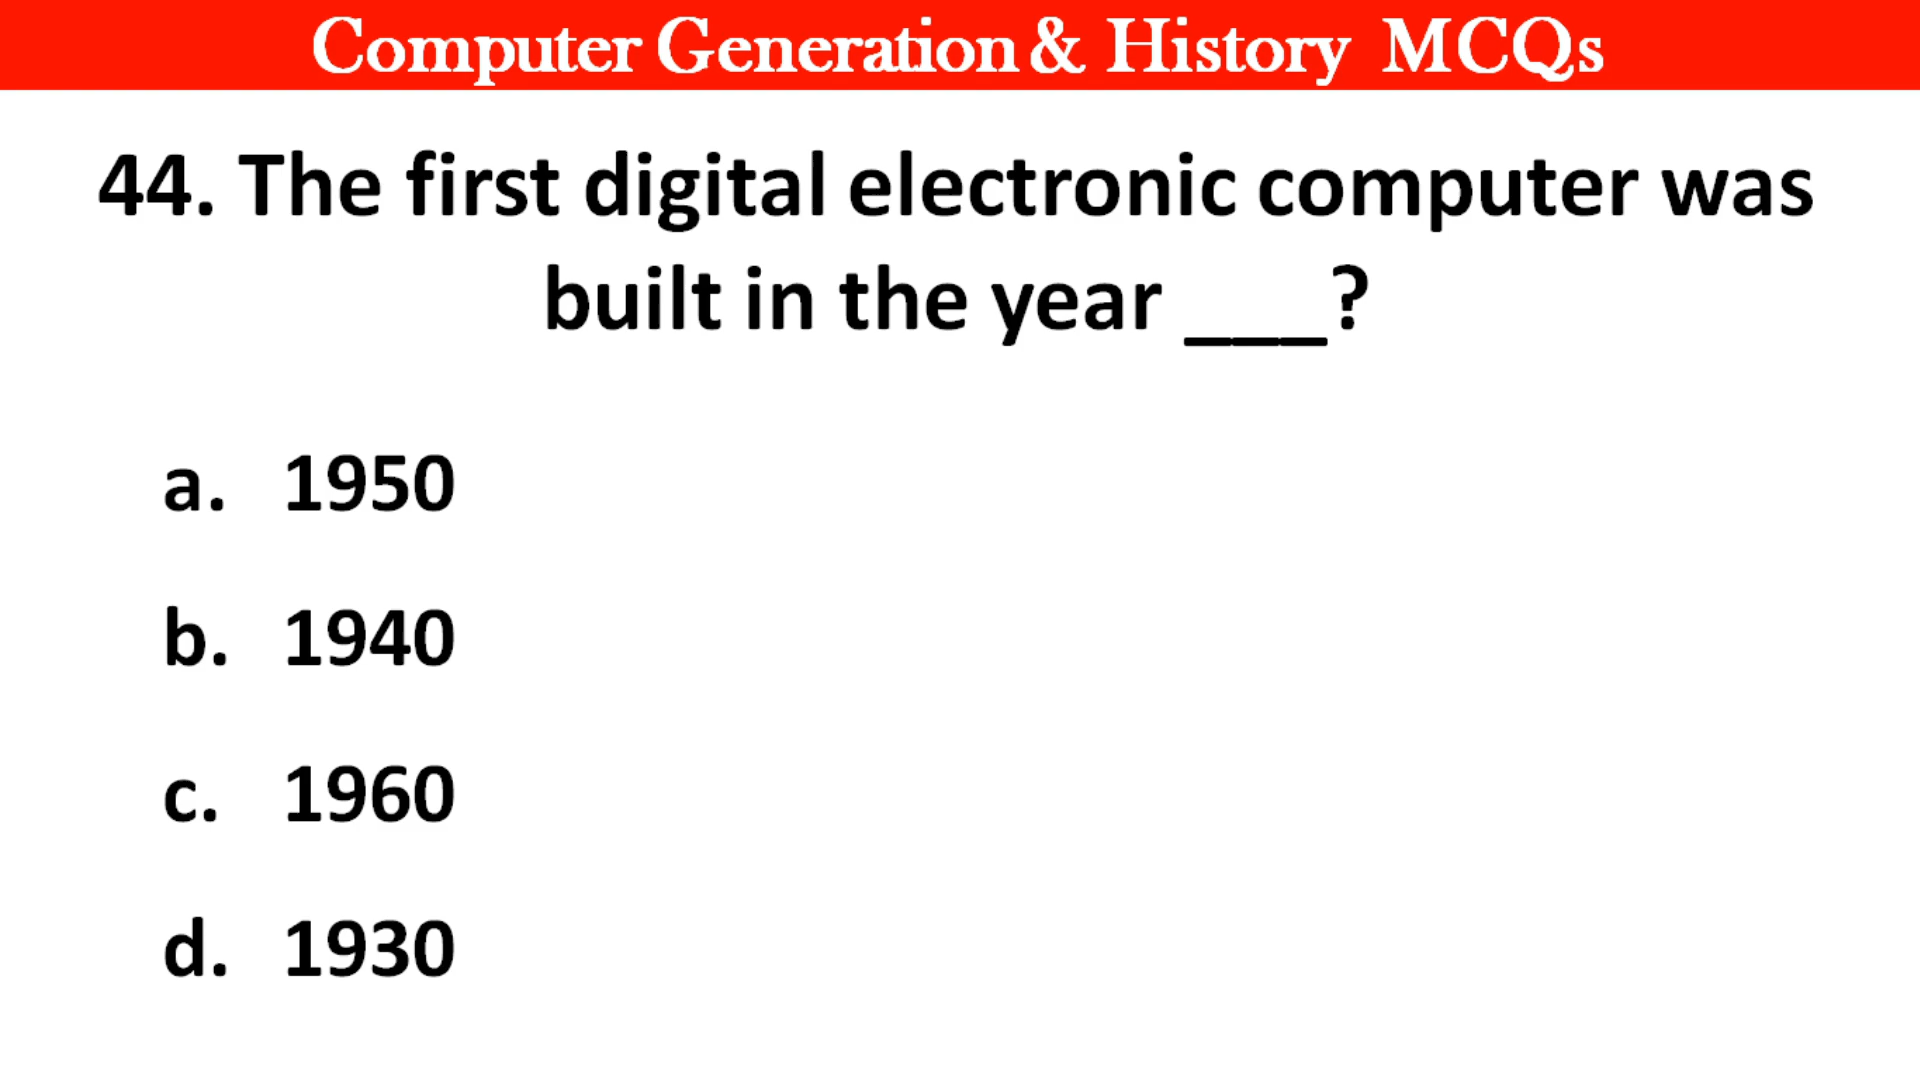 Computer Generation & History MCQs
44. The first digital electronic computer was
built in the year ___?
a. 1950
b. 1940
c. 1960
d. 1930